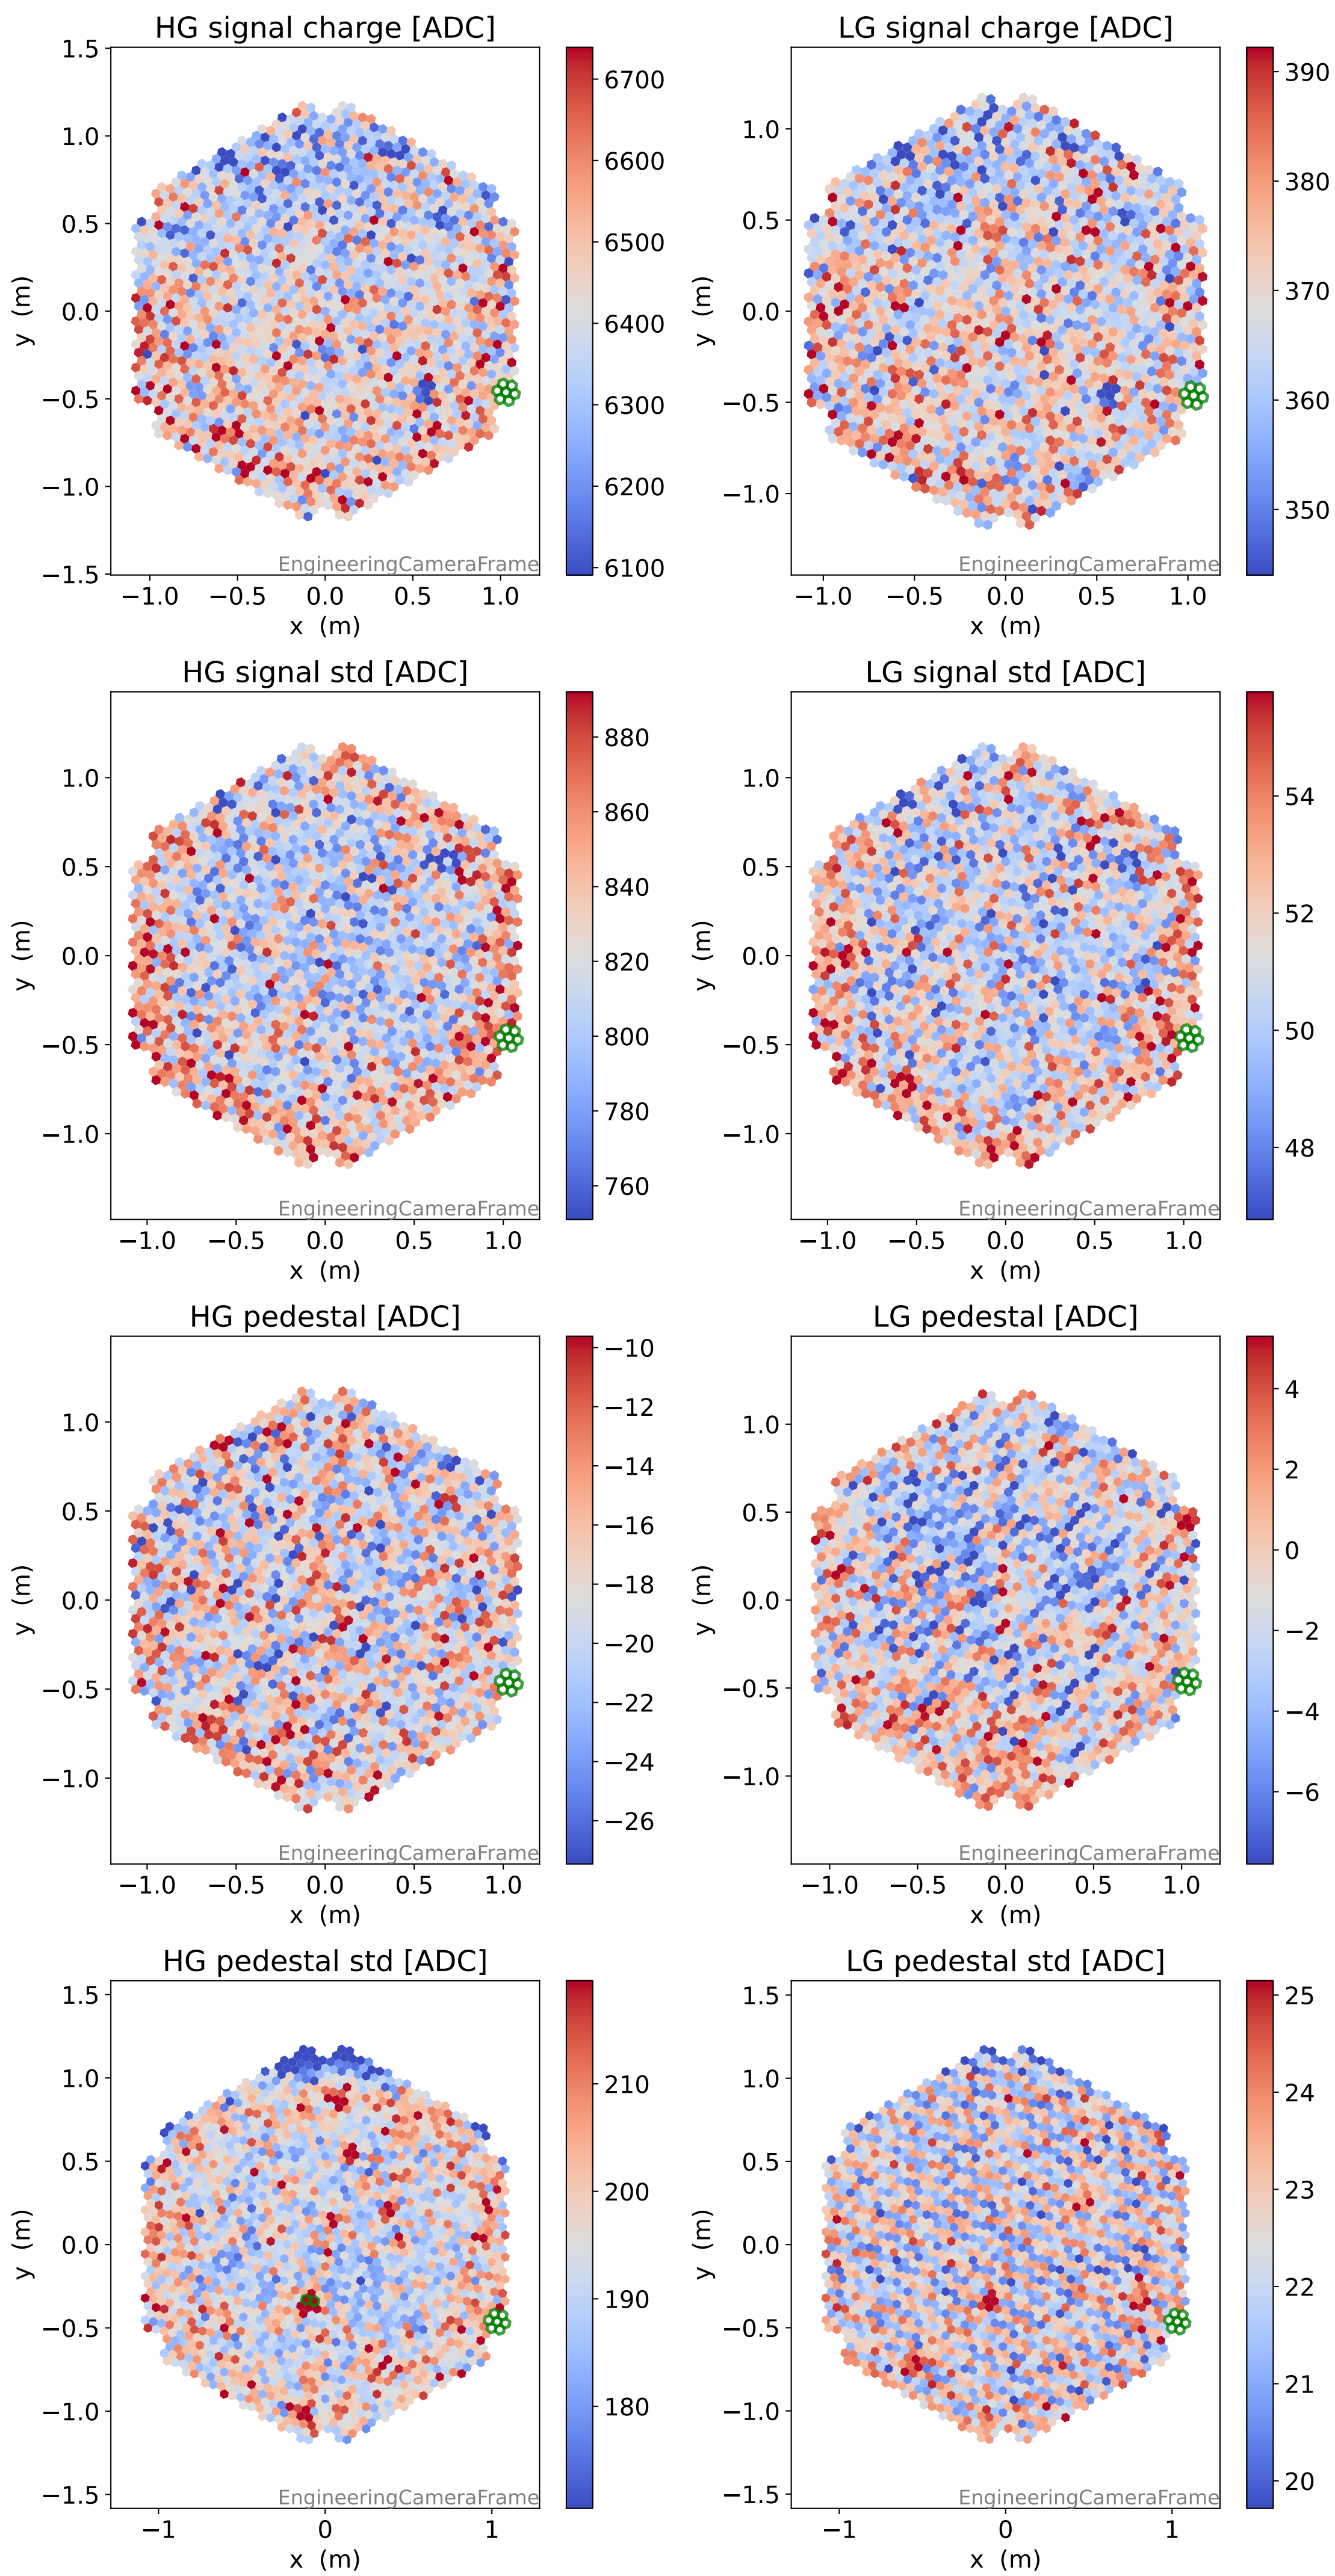 HG signal charge [ADC]
1.5
1.0
0.5
0.0
−0.5
−1.0
−1.5
y (m)
−1.0 −0.5 0.0 0.5 1.0
x (m)
EngineeringCameraFrame
6700
6600
6500
6400
6300
6200
6100
LG signal charge [ADC]
1.0
0.5
0.0
−0.5
−1.0
y (m)
−1.0 −0.5 0.0 0.5 1.0
x (m)
EngineeringCameraFrame
390
380
370
360
350
HG signal std [ADC]
1.0
0.5
0.0
−0.5
−1.0
y (m)
−1.0 −0.5 0.0 0.5 1.0
x (m)
EngineeringCameraFrame
880
860
840
820
800
780
760
LG signal std [ADC]
1.0
0.5
0.0
−0.5
−1.0
y (m)
−1.0 −0.5 0.0 0.5 1.0
x (m)
EngineeringCameraFrame
54
52
50
48
HG pedestal [ADC]
1.0
0.5
0.0
−0.5
−1.0
y (m)
−1.0 −0.5 0.0 0.5 1.0
x (m)
EngineeringCameraFrame
−10
−12
−14
−16
−18
−20
−22
−24
−26
LG pedestal [ADC]
1.0
0.5
0.0
−0.5
−1.0
y (m)
−1.0 −0.5 0.0 0.5 1.0
x (m)
EngineeringCameraFrame
4
2
0
−2
−4
−6
HG pedestal std [ADC]
1.5
1.0
0.5
0.0
−0.5
−1.0
−1.5
y (m)
−1 0 1
x (m)
EngineeringCameraFrame
210
200
190
180
LG pedestal std [ADC]
1.5
1.0
0.5
0.0
−0.5
−1.0
−1.5
y (m)
−1 0 1
x (m)
EngineeringCameraFrame
25
24
23
22
21
20